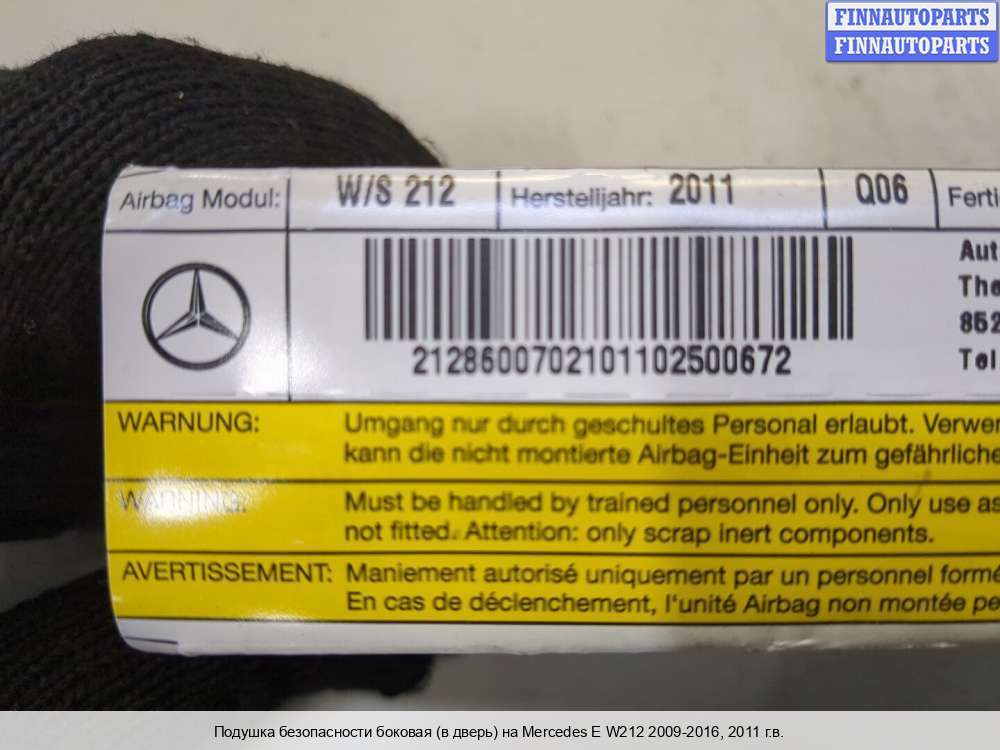 FINNAUTOPARTS
FINNAUTOPARTS
Airbag Modul: W/S 212 Herstelljahr: 2011 Q06 Ferti
Aut
The
852
212860070210110250067​2 Tel
WARNUNG: Umgang nur durch geschultes Personal erlaubt. Verwen
kann die nicht montierte Airbag-Einheit zum gefährliche
WARNING: Must be handled by trained personnel only. Only use as
not fitted. Attention: only scrap inert components.
AVERTISSEMENT: Maniement autorisé uniquement par un personnel formé
En cas de déclenchement, l'unité Airbag non montée pe
Подушка безопасности боковая (в дверь) на Mercedes E W212 2009-2016, 2011 г.в.